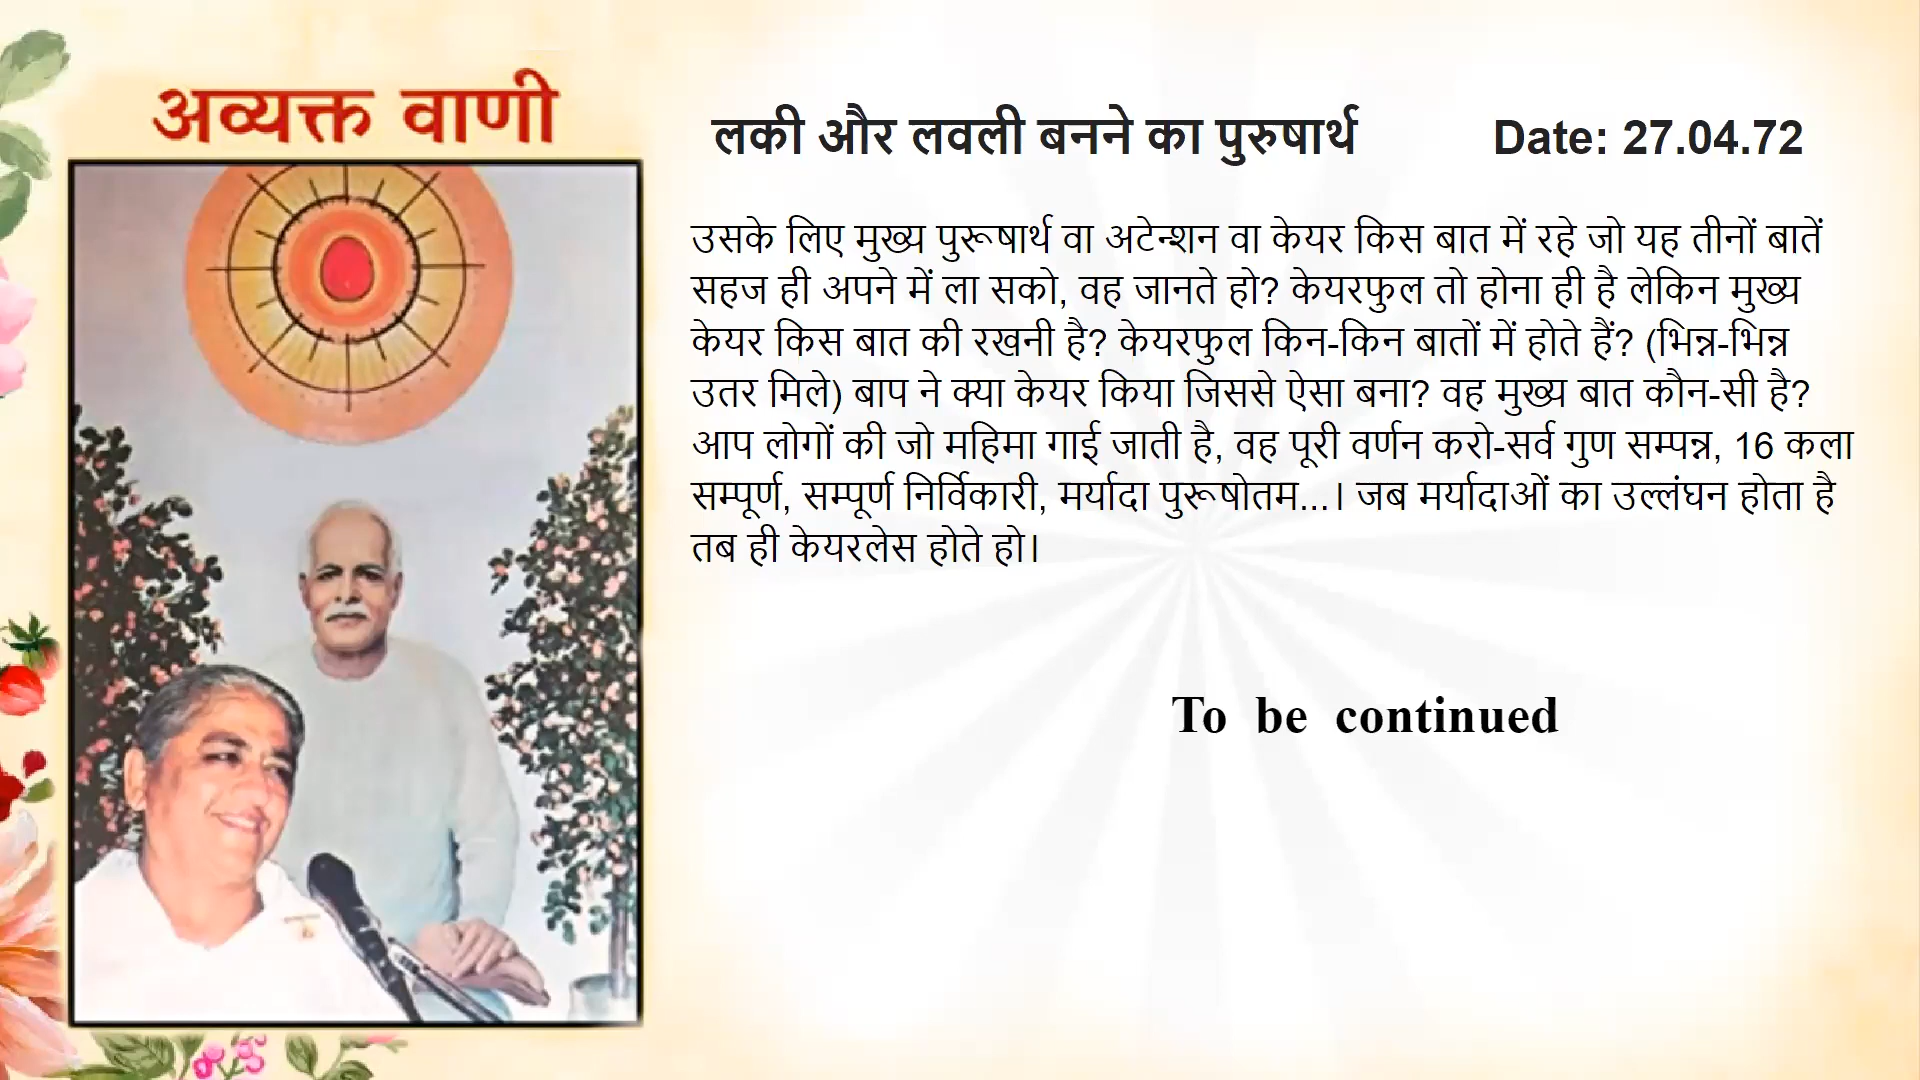 अव्यक्त वाणी
लकी और लवली बनने का पुरुषार्थ Date: 27.04.72
उसके लिए मुख्य पुरूषार्थ वा अटेन्शन वा केयर किस बात में रहे जो यह तीनों बातें
सहज ही अपने में ला सको, वह जानते हो? केयरफुल तो होना ही है लेकिन मुख्य
केयर किस बात की रखनी है? केयरफुल किन-किन बातों में होते हैं? (भिन्न-भिन्न
उतर मिले) बाप ने क्या केयर किया जिससे ऐसा बना? वह मुख्य बात कौन-सी है?
आप लोगों की जो महिमा गाई जाती है, वह पूरी वर्णन करो-सर्व गुण सम्पन्न, 16 कला
सम्पूर्ण, सम्पूर्ण निर्विकारी, मर्यादा पुरूषोतम...। जब मर्यादाओं का उल्लंघन होता है
तब ही केयरलेस होते हो।
To be continued